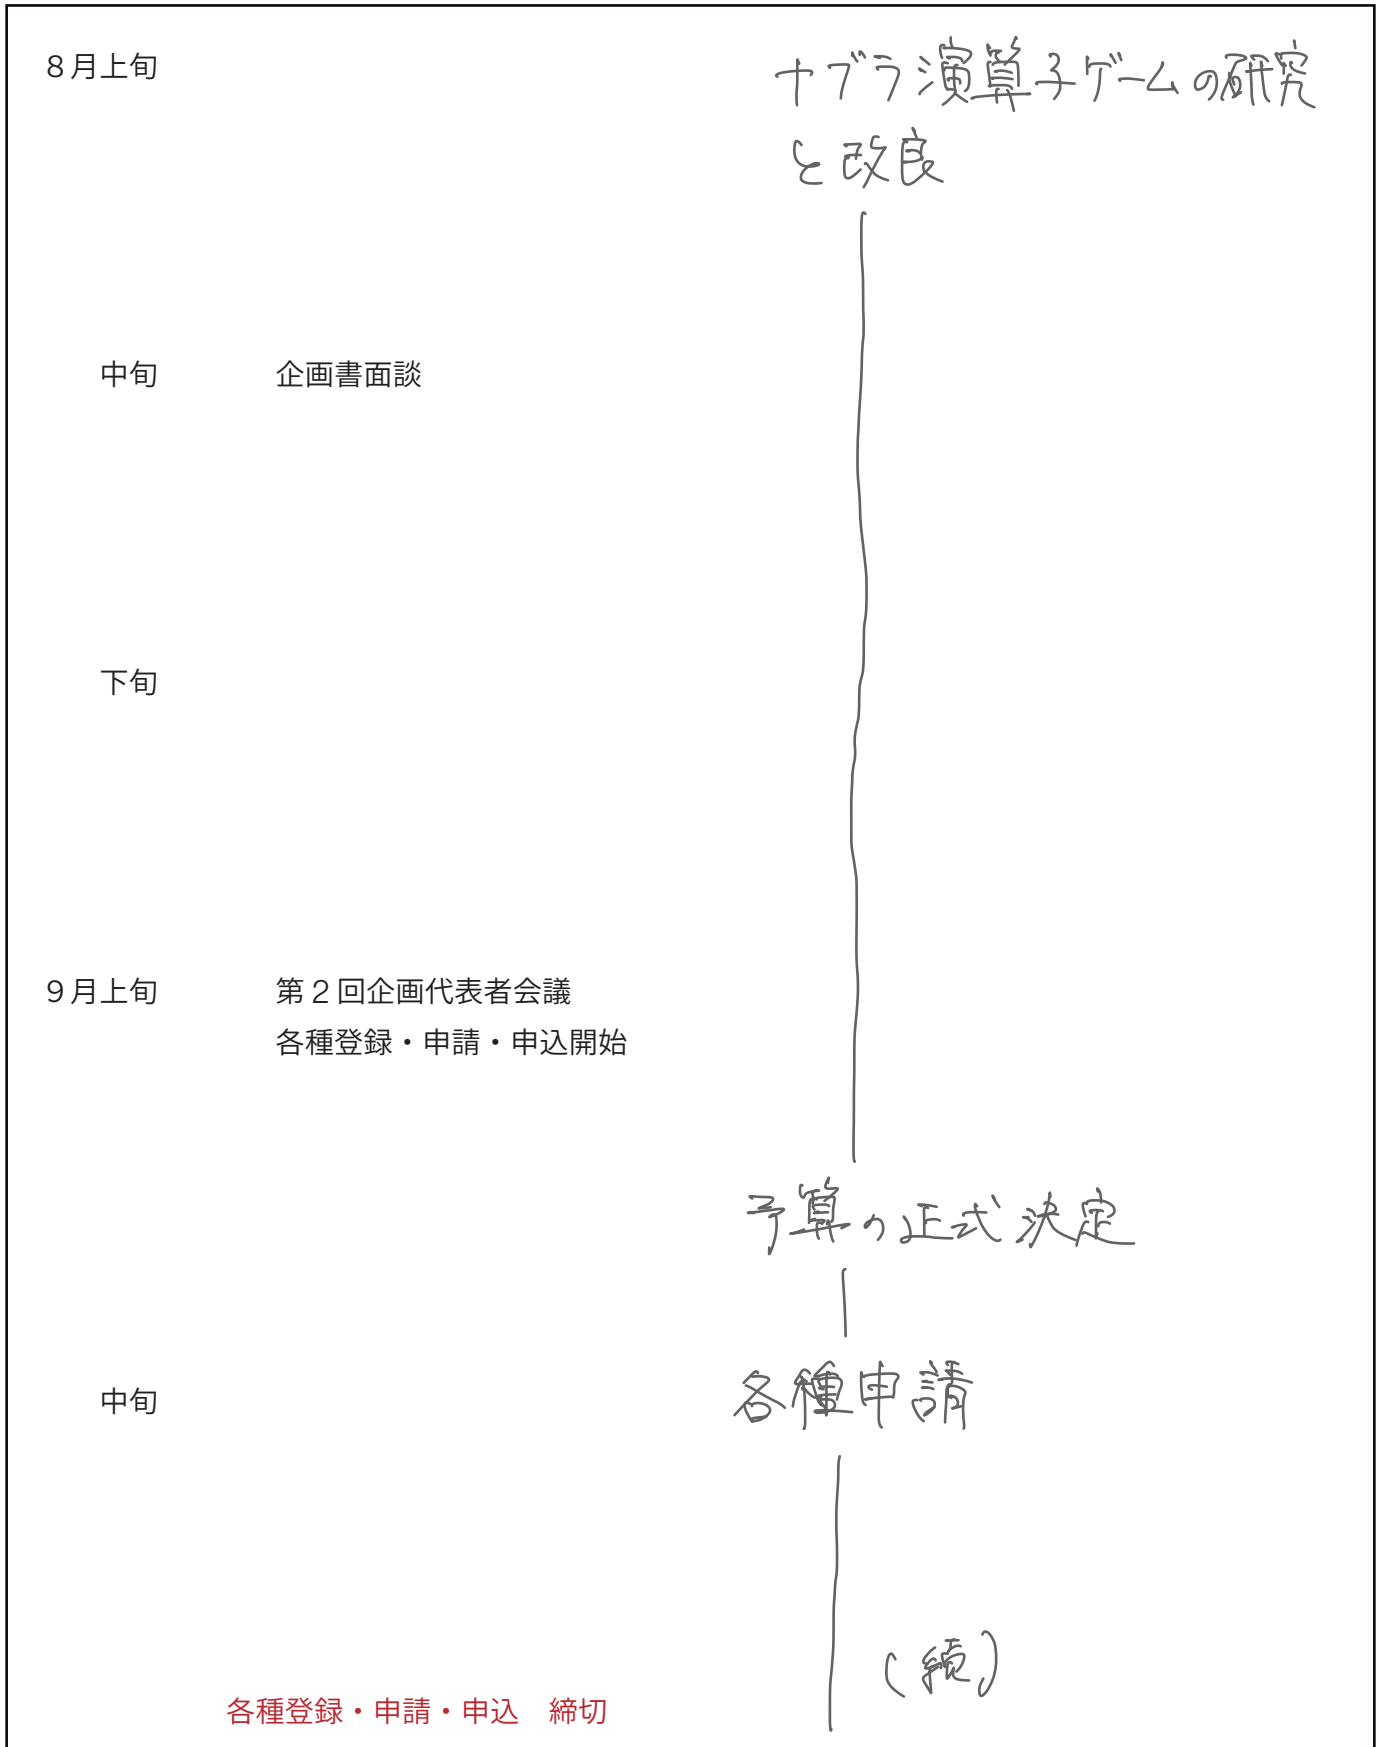 ８月上旬
ナブラ演算子ゲームの研究
と改良
中旬 企画書面談
下旬
９月上旬 第２回企画代表者会議
各種登録・申請・申込開始
予算の正式決定
中旬 各種申請
(続)
各種登録・申請・申込　締切